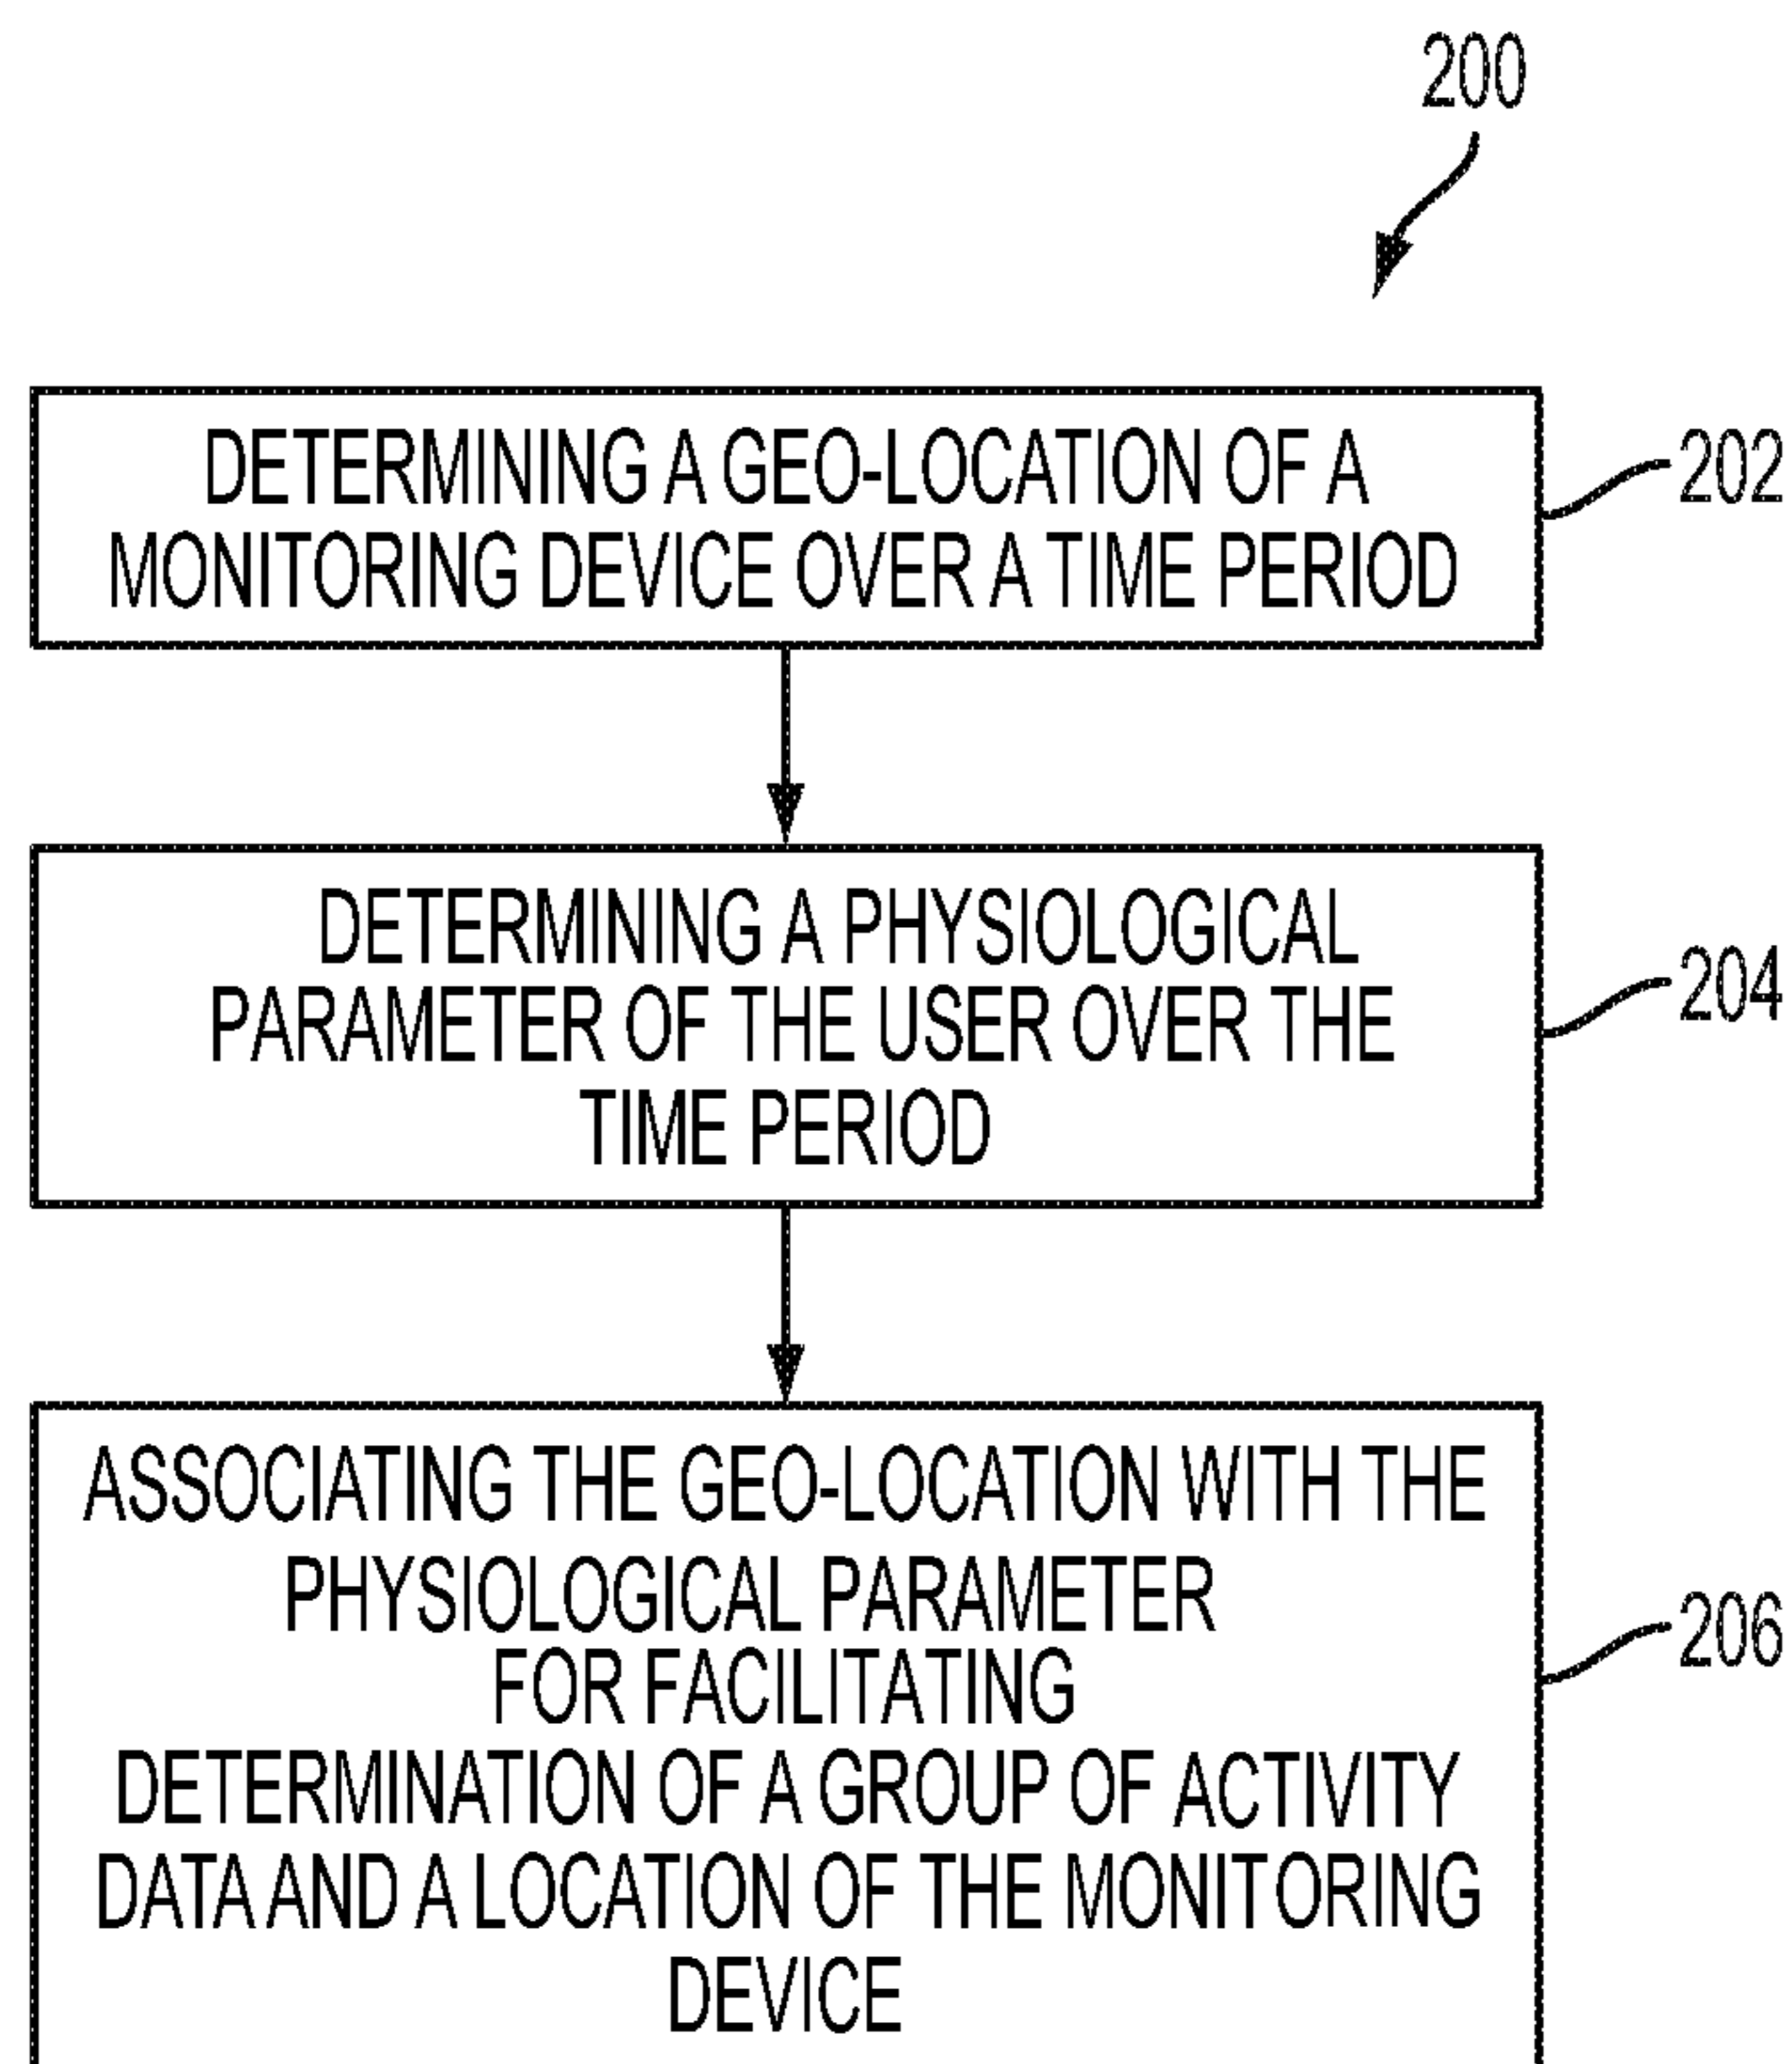 200
DETERMINING A GEO-LOCATION OF A
MONITORING DEVICE OVER A TIME PERIOD
202
DETERMINING A PHYSIOLOGICAL
PARAMETER OF THE USER OVER THE
TIME PERIOD
204
ASSOCIATING THE GEO-LOCATION WITH THE
PHYSIOLOGICAL PARAMETER
FOR FACILITATING
DETERMINATION OF A GROUP OF ACTIVITY
DATA AND A LOCATION OF THE MONITORING
DEVICE
206